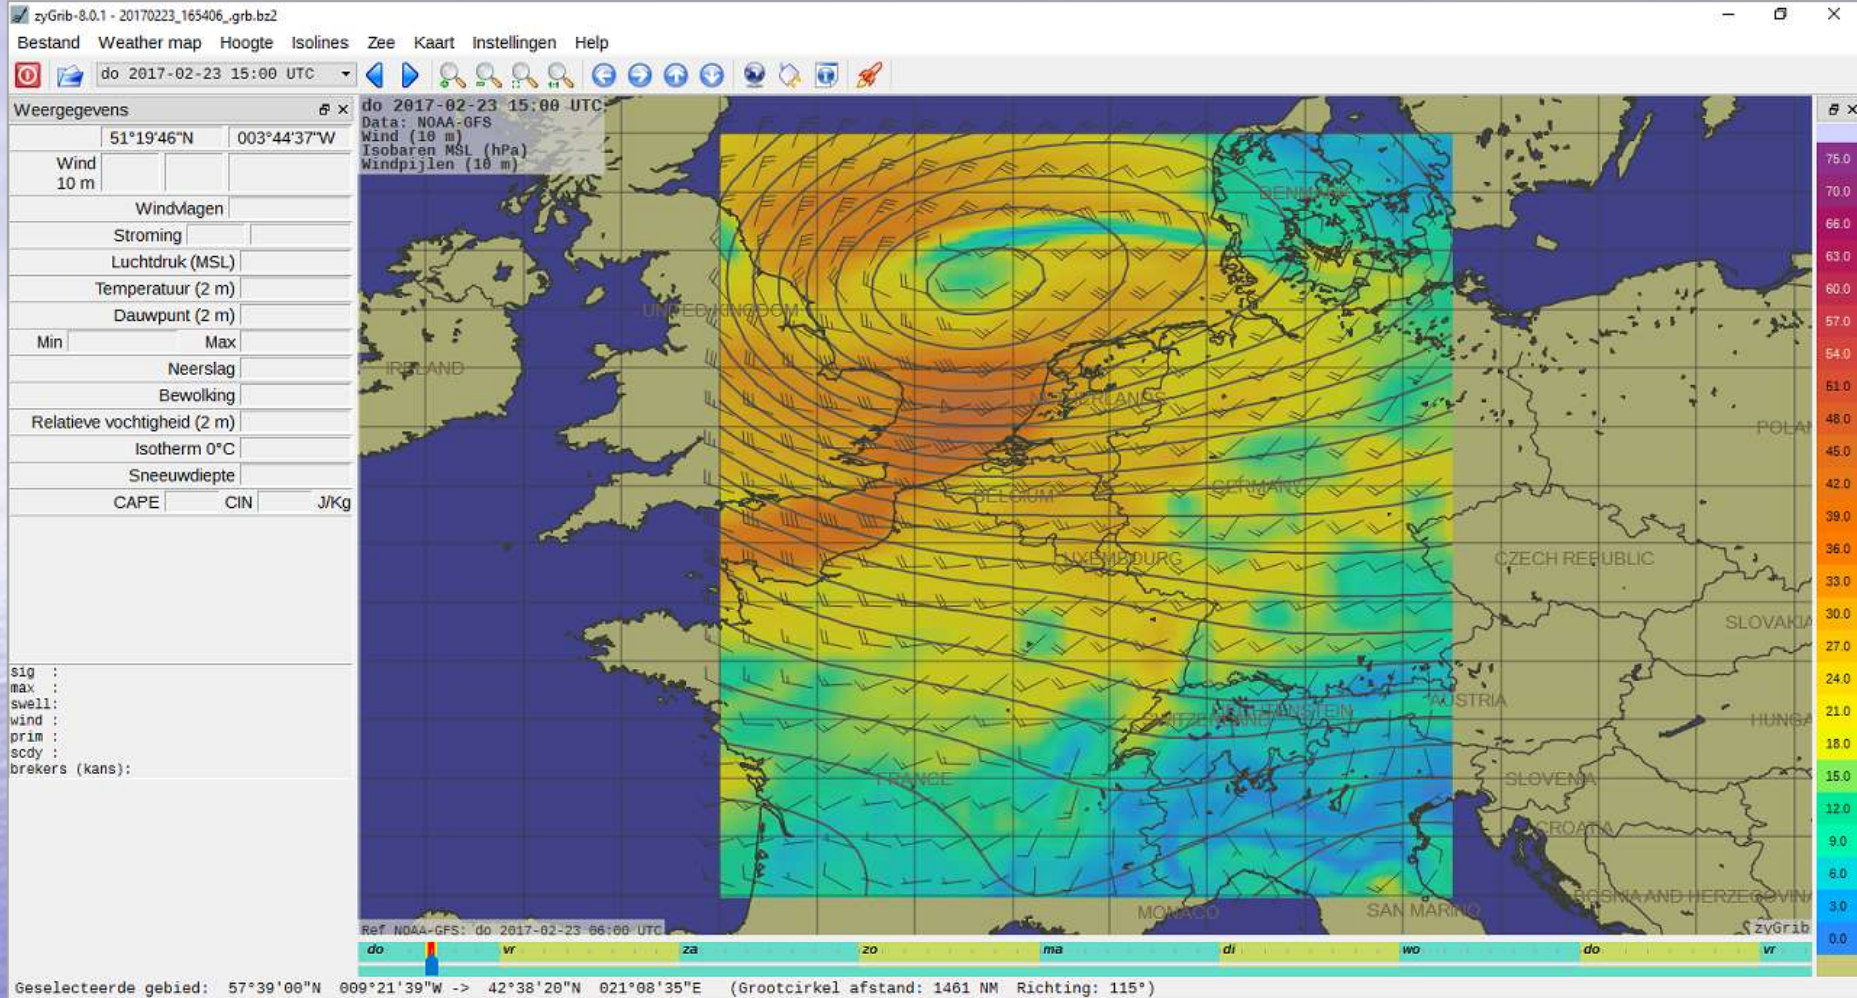 zyGrib-8.0.1 - 20170223_165406_.grb.bz2
Bestand Weather map Hoogte Isolines Zee Kaart Instellingen Help
do 2017-02-23 15:00 UTC
Weergegevens
51°19'46"N 003°44'37"W
Wind
10 m
Windvlagen
Stroming
Luchtdruk (MSL)
Temperatuur (2 m)
Dauwpunt (2 m)
Min Max
Neerslag
Bewolking
Relatieve vochtigheid (2 m)
Isotherm 0°C
Sneeuwdiepte
CAPE CIN J/Kg
sig :
max :
swell:
wind :
prim :
scdy :
brekers (kans):
do 2017-02-23 15:00 UTC
Data: NOAA-GFS
Wind (10 m)
Isobaren MSL (hPa)
Windpijlen (10 m)
DENMARK
UNITED KINGDOM
IRELAND
NETHERLANDS
POLAN
GERMANY
BELGIUM
LUXEMBOURG
CZECH REPUBLIC
SLOVAKIA
AUSTRIA
LIECHTENSTEIN
SWITZERLAND
HUNGA
FRANCE
SLOVENIA
CROATIA
BOSNIA AND HERZEGOVINA
MONACO
SAN MARINO
zyGrib
Ref NOAA-GFS: do 2017-02-23 06:00 UTC
75.0
70.0
66.0
63.0
60.0
57.0
54.0
51.0
48.0
45.0
42.0
39.0
36.0
33.0
30.0
27.0
24.0
21.0
18.0
15.0
12.0
9.0
6.0
3.0
0.0
do vr za zo ma di wo do vr
Geselecteerde gebied: 57°39'00"N 009°21'39"W -> 42°38'20"N 021°08'35"E (Grootcirkel afstand: 1461 NM Richting: 115°)